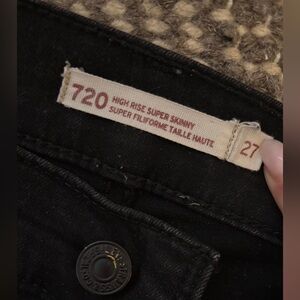 720
HIGH RISE SUPER SKINNY
SUPER FILIFORME TAILLE HAUTE
27